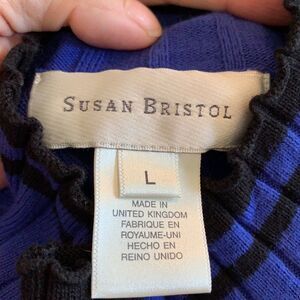 SUSAN BRISTOL
L
MADE IN
UNITED KINGDOM
FABRIQUE EN
ROYAUME-UNI
HECHO EN
REINO UNIDO